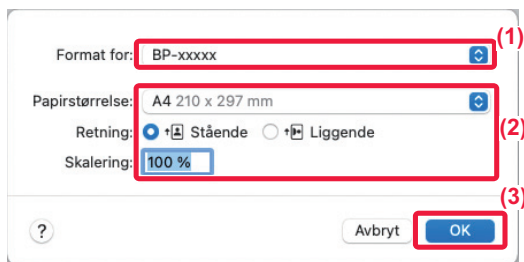 (1)
Format for: BP-xxxxx
Papirstørrelse: A4 210 x 297 mm
Retning: Stående Liggende
(2)
Skalering: 100 %
(3)
? Avbryt OK